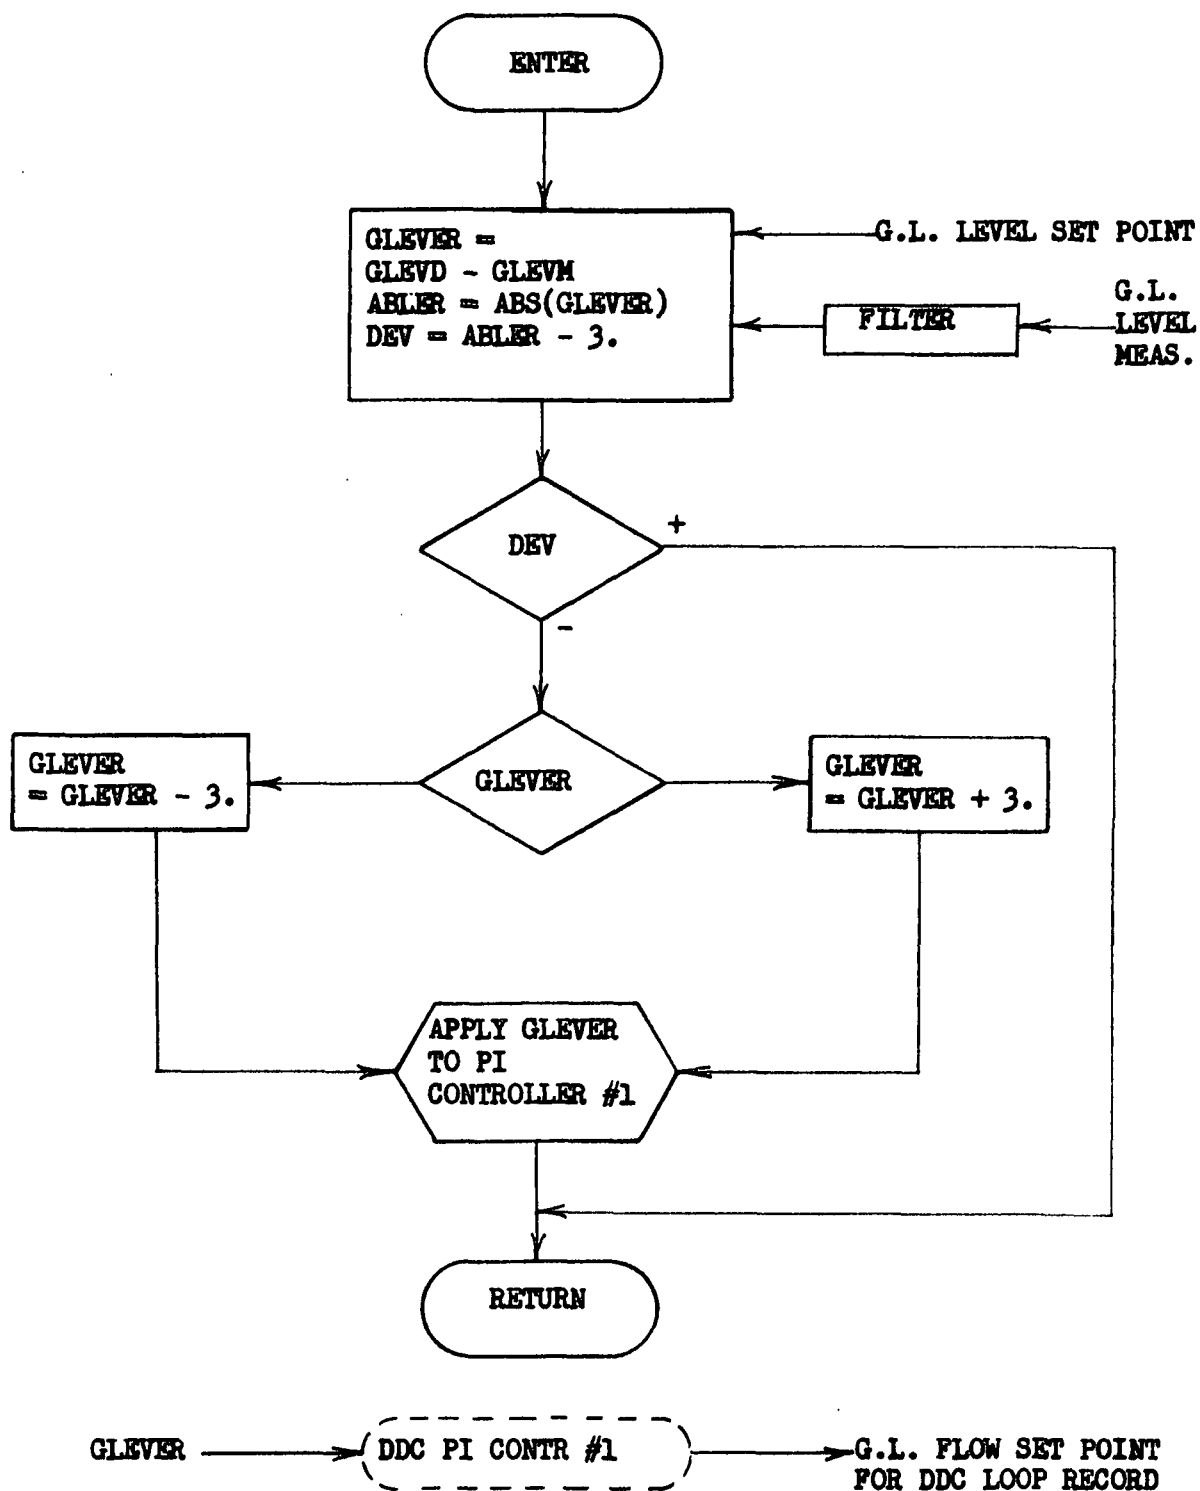 ENTER
GLEVER =
GLEVD - GLEVM
ABLER = ABS(GLEVER)
DEV = ABLER - 3.
G.L. LEVEL SET POINT
FILTER
G.L.
LEVEL
MEAS.
DEV
+
-
GLEVER
= GLEVER - 3.
GLEVER
GLEVER
= GLEVER + 3.
APPLY GLEVER
TO PI
CONTROLLER #1
RETURN
GLEVER
DDC PI CONTR #1
G.L. FLOW SET POINT
FOR DDC LOOP RECORD